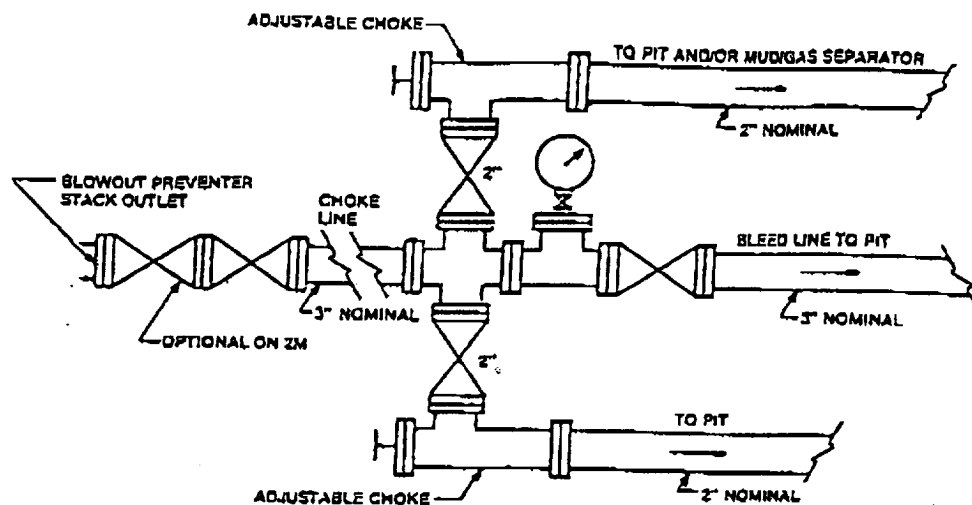 ADJUSTABLE CHOKE
TO PIT AND/OR MUD/GAS SEPARATOR
2" NOMINAL
2"
BLOWOUT PREVENTER
STACK OUTLET
CHOKE
LINE
BLEED LINE TO PIT
3" NOMINAL
3" NOMINAL
OPTIONAL ON 2M
2"
TO PIT
ADJUSTABLE CHOKE
2" NOMINAL